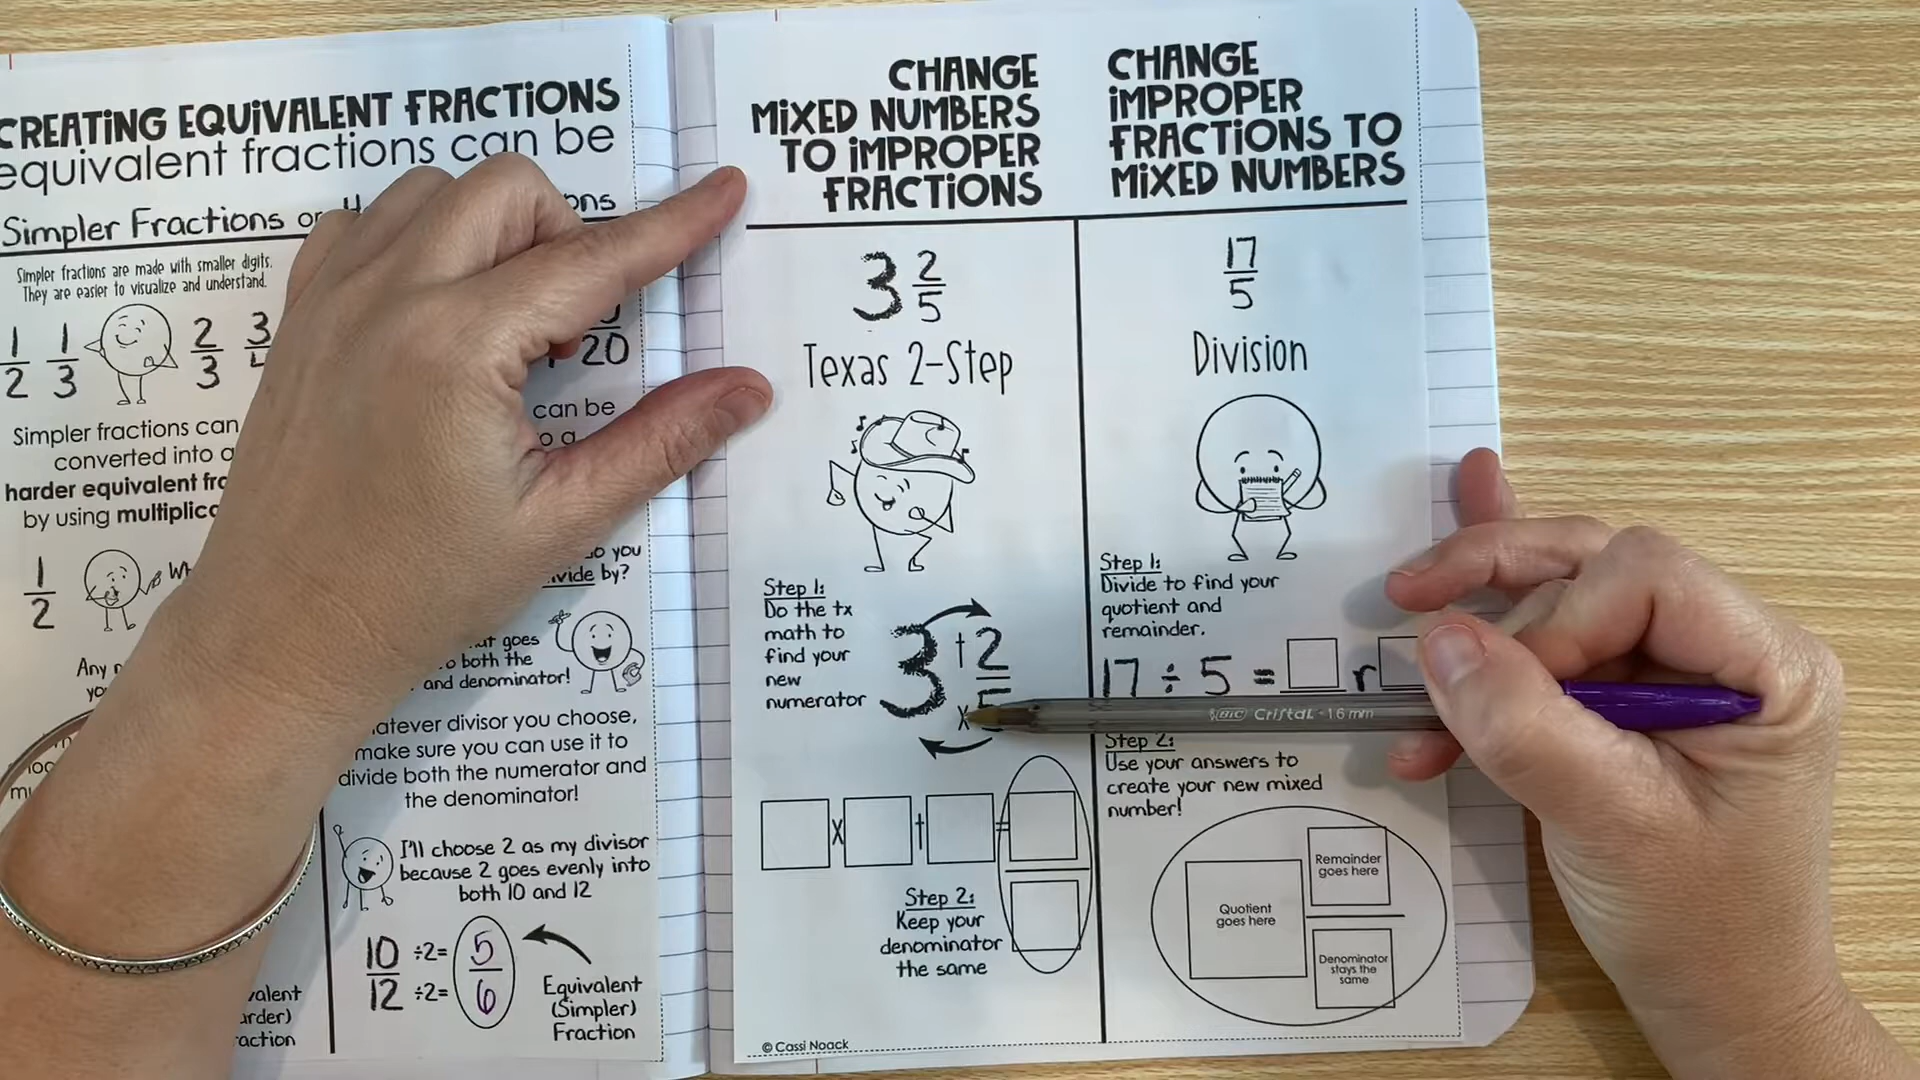 CREATING EQUIVALENT FRACTIONS
equivalent fractions can be
Simpler Fractions or
Simpler fractions are made with smaller digits.
They are easier to visualize and understand.
1/2 1/3 2/3 3
20
Simpler fractions can
converted into a
harder equivalent
by using
1/2
Any
can be
you
by?
goes
both the
and denominator!
whatever divisor you choose,
make sure you can use it to
divide both the numerator and
the denominator!
I'll choose 2 as my divisor
because 2 goes evenly into
both 10 and 12
10 ÷2= 5
12 ÷2= 6
Equivalent
(Simpler)
Fraction
CHANGE
MIXED NUMBERS
TO IMPROPER
FRACTIONS
3 2/5
Texas 2-Step
Step 1:
Do the tx
math to
find your
new
numerator
3 + 2
x 5
x + =
Step 2:
Keep your
denominator
the same
© Cassi Noack
CHANGE
IMPROPER
FRACTIONS TO
MIXED NUMBERS
17/5
Division
Step 1:
Divide to find your
quotient and
remainder.
17 ÷ 5 = r
BIC Cristal 1.6 mm
Step 2:
Use your answers to
create your new mixed
number!
Quotient
goes here
Remainder
goes here
Denominator
stays the
same